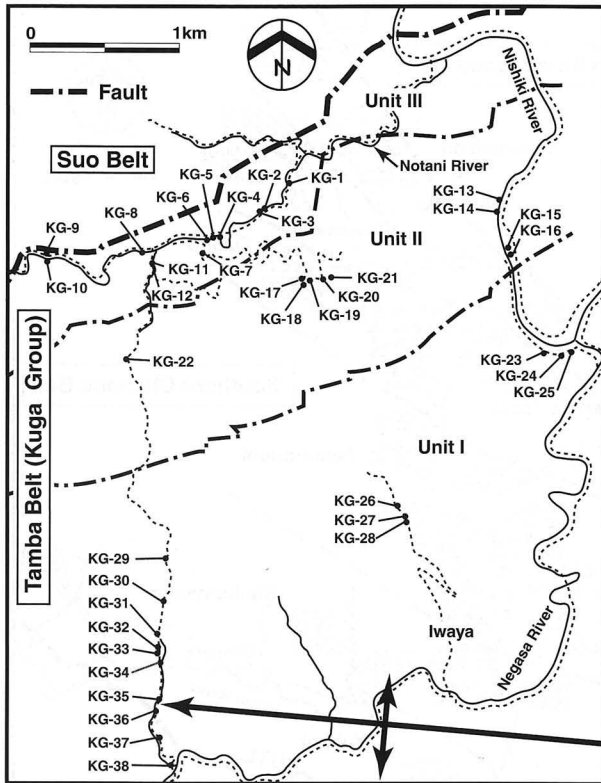 0
1km
N
Fault
Suo Belt
Unit III
Nishiki River
Notani River
KG-5
KG-2
KG-6
KG-4
KG-1
KG-8
KG-3
KG-9
KG-13
KG-14
KG-15
KG-16
Unit II
KG-10
KG-11
KG-7
KG-21
KG-12
KG-17
KG-20
KG-18
KG-19
KG-22
KG-23
KG-24
KG-25
Tamba Belt (Kuga Group)
Unit I
KG-26
KG-27
KG-28
KG-29
KG-30
KG-31
KG-32
KG-33
KG-34
KG-35
KG-36
KG-37
KG-38
Iwaya
Negasa River